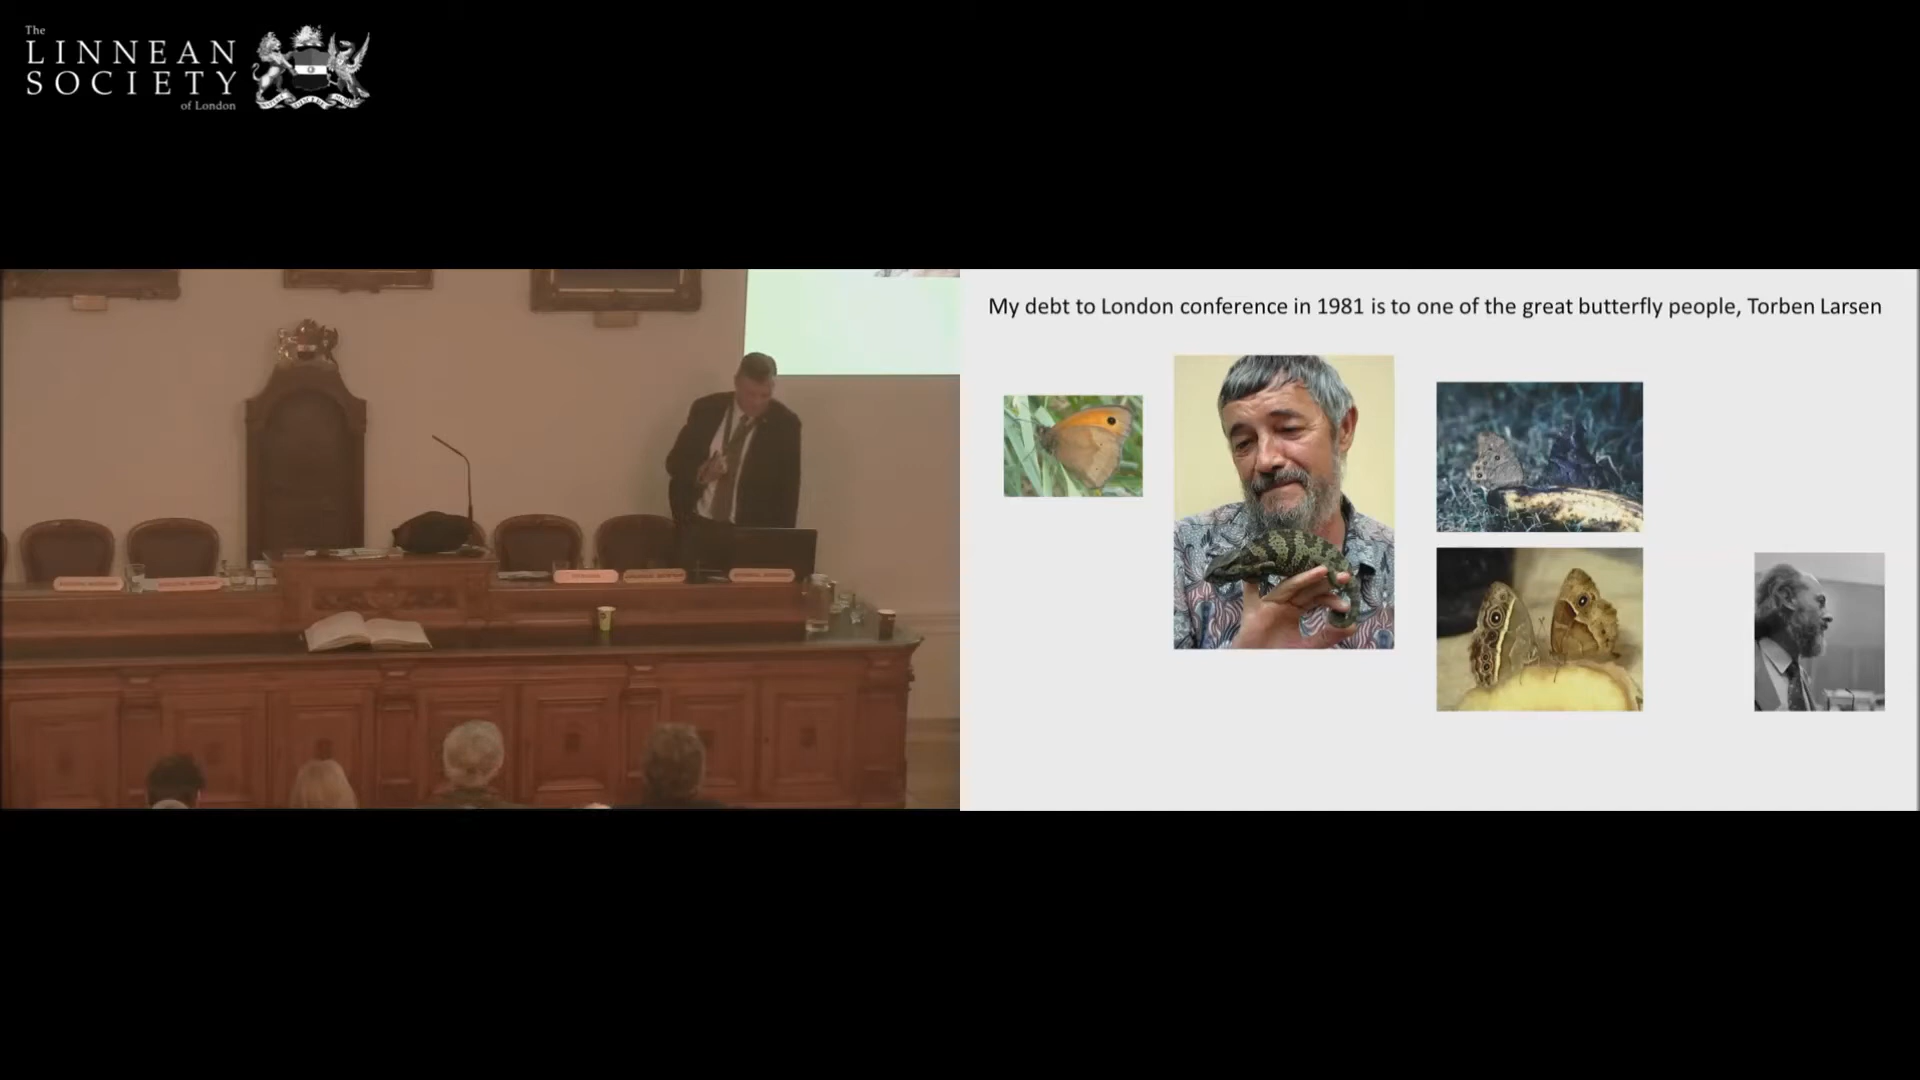 The
LINNEAN
SOCIETY
of London
My debt to London conference in 1981 is to one of the great butterfly people, Torben Larsen